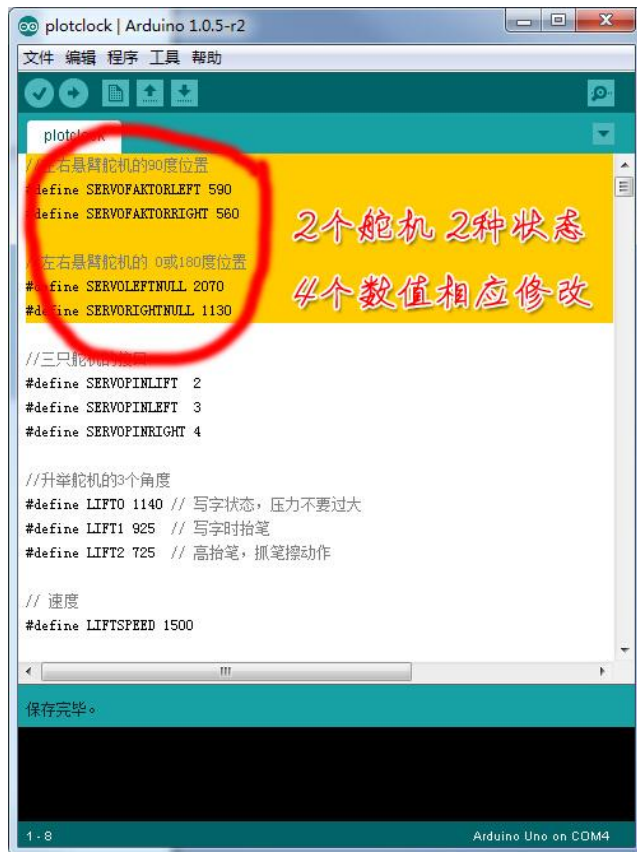 plotclock | Arduino 1.0.5-r2
文件 编辑 程序 工具 帮助
plotclock
//左右悬臂舵机的90度位置
#define SERVOFAKTORLEFT 590
#define SERVOFAKTORRIGHT 560
2个舵机 2种状态
//左右悬臂舵机的 0或180度位置
#define SERVOLEFTNULL 2070
4个数值相应修改
#define SERVORIGHTNULL 1130
//三只舵机的接口
#define SERVOPINLIFT 2
#define SERVOPINLEFT 3
#define SERVOPINRIGHT 4
//升举舵机的3个角度
#define LIFT0 1140 // 写字状态，压力不要过大
#define LIFT1 925 // 写字时抬笔
#define LIFT2 725 // 高抬笔，抓笔擦动作
// 速度
#define LIFTSPEED 1500
保存完毕。
1 - 8
Arduino Uno on COM4